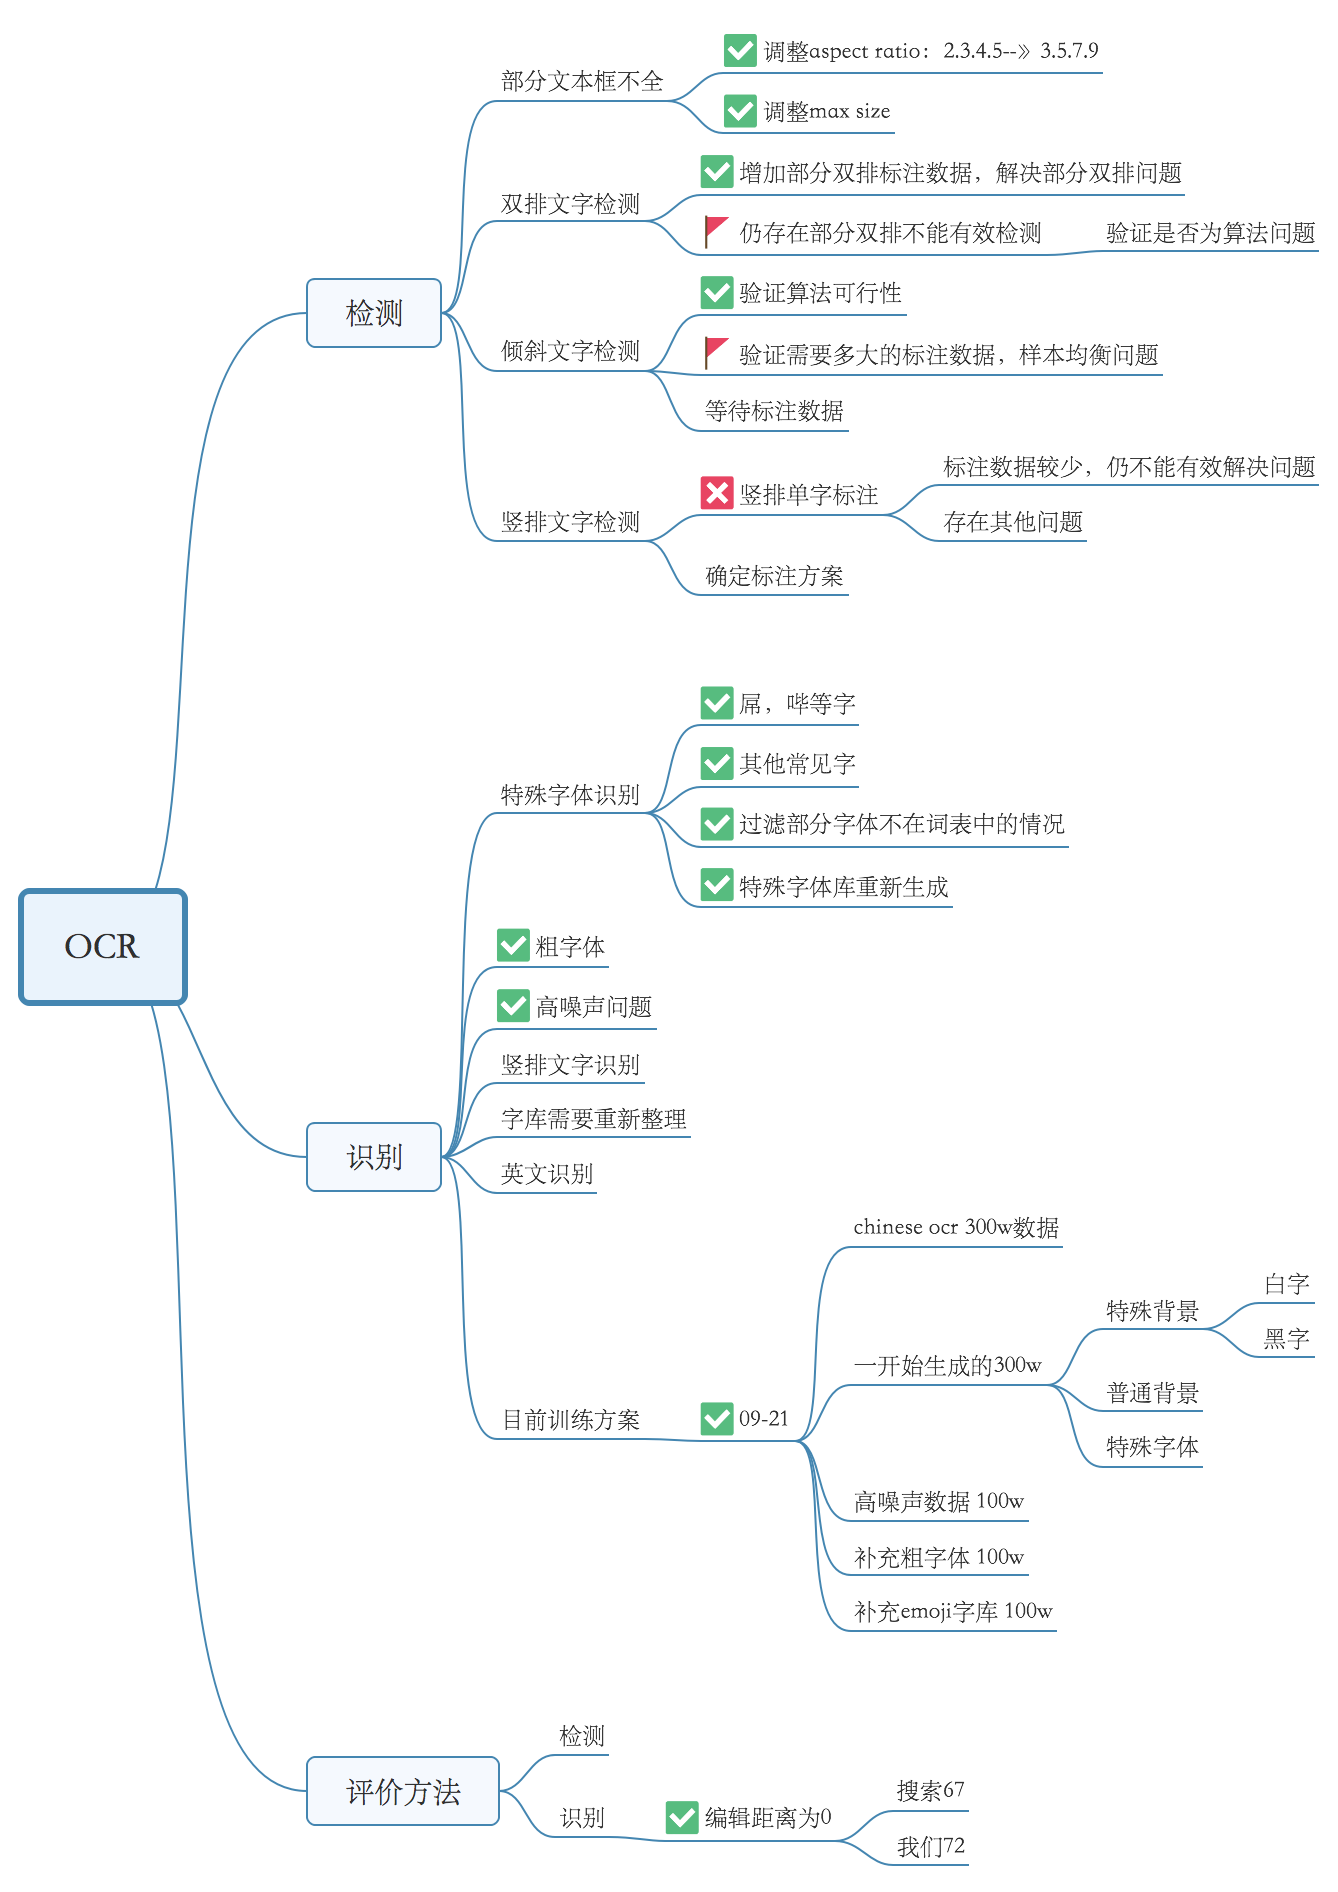 OCR
检测
部分文本框不全
调整aspect ratio：2.3.4.5--》3.5.7.9
调整max size
双排文字检测
增加部分双排标注数据，解决部分双排问题
仍存在部分双排不能有效检测
验证是否为算法问题
倾斜文字检测
验证算法可行性
验证需要多大的标注数据，样本均衡问题
等待标注数据
竖排文字检测
竖排单字标注
标注数据较少，仍不能有效解决问题
存在其他问题
确定标注方案
识别
特殊字体识别
屌，哔等字
其他常见字
过滤部分字体不在词表中的情况
特殊字体库重新生成
粗字体
高噪声问题
竖排文字识别
字库需要重新整理
英文识别
目前训练方案
09-21
chinese ocr 300w数据
一开始生成的300w
特殊背景
白字
黑字
普通背景
特殊字体
高噪声数据 100w
补充粗字体 100w
补充emoji字库 100w
评价方法
检测
识别
编辑距离为0
搜索67
我们72